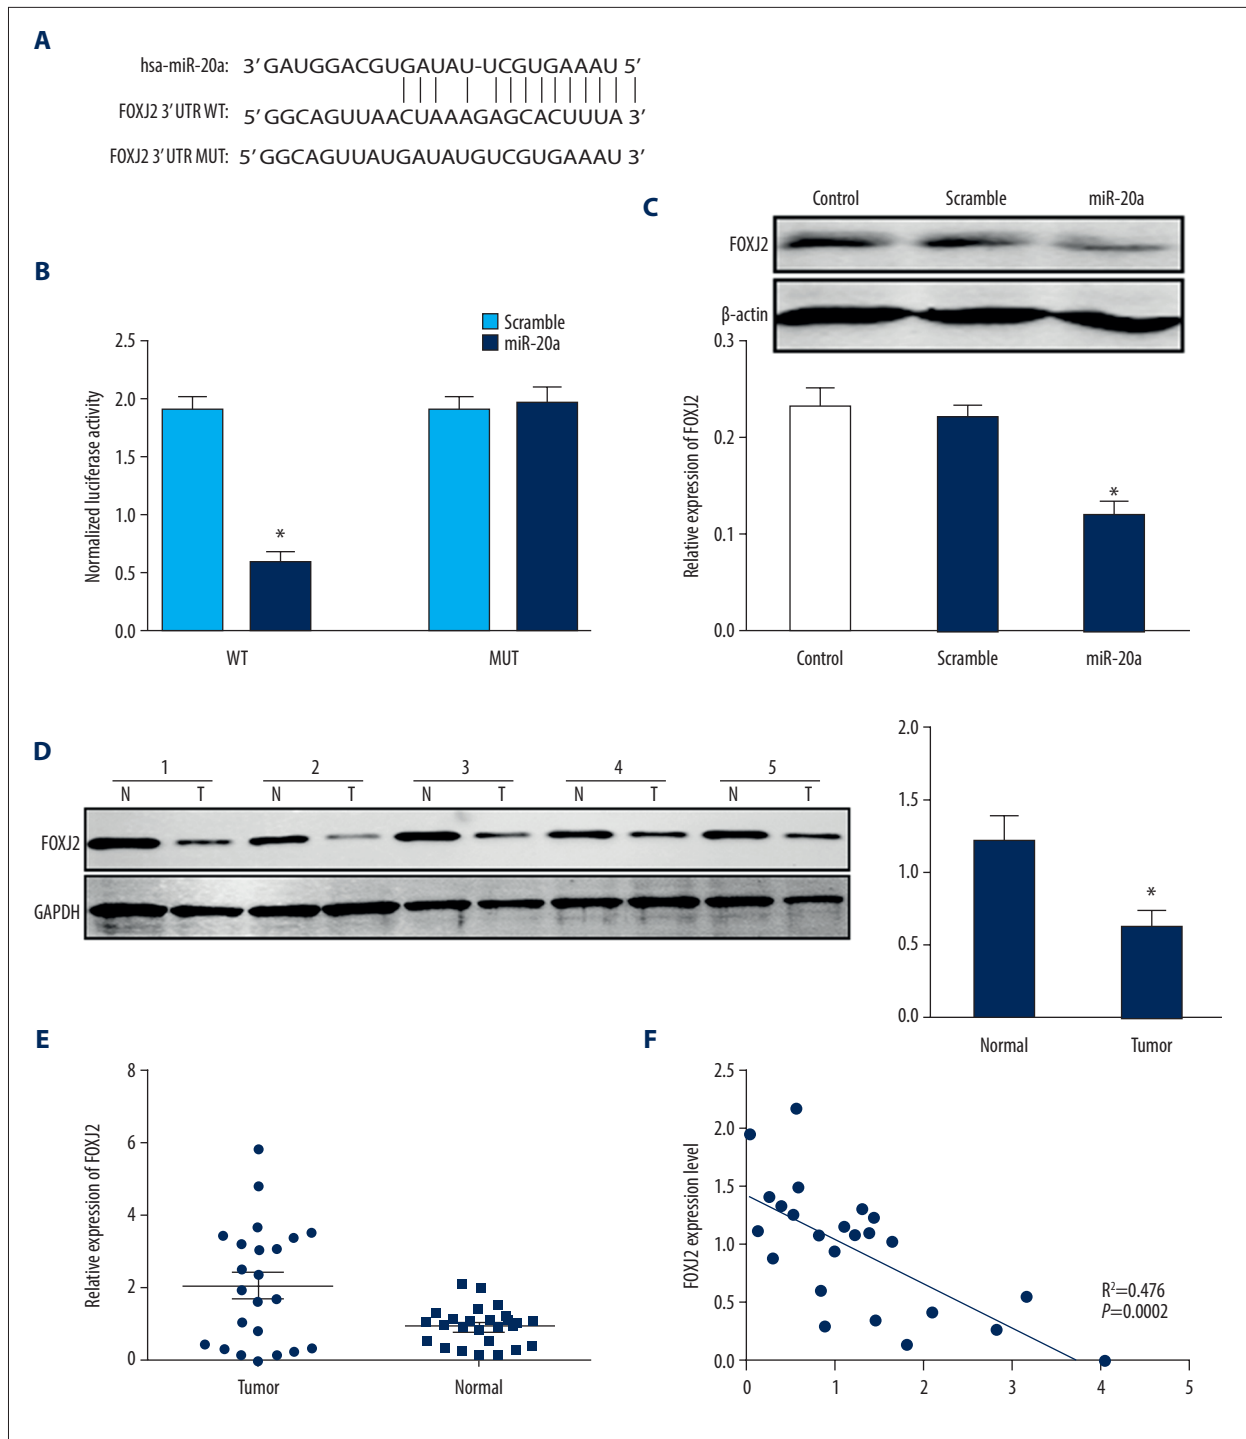 A
hsa-miR-20a: 3’ GAUGGACGUGAUAU-UCGUGAAAU 5’
FOXJ2 3’ UTR WT: 5’ GGCAGUUAACUAAAGAGCACUUUA 3’
FOXJ2 3’ UTR MUT: 5’ GGCAGUUAUGAUAUGUCGUGAAAU 3’
B
Scramble
miR-20a
Normalized luciferase activity
2.5
2.0
1.5
1.0
0.5
0.0
*
WT
MUT
C
Control Scramble miR-20a
FOXJ2
β-actin
Relative expression of FOXJ2
0.3
0.2
0.1
0.0
*
Control Scramble miR-20a
D
1 2 3 4 5
N T N T N T N T N T
FOXJ2
GAPDH
2.0
1.5
1.0
0.5
0.0
*
Normal Tumor
E
Relative expression of FOXJ2
8
6
4
2
0
Tumor Normal
F
FOXJ2 expression level
2.5
2.0
1.5
1.0
0.5
0.0
R²=0.476
P=0.0002
0 1 2 3 4 5